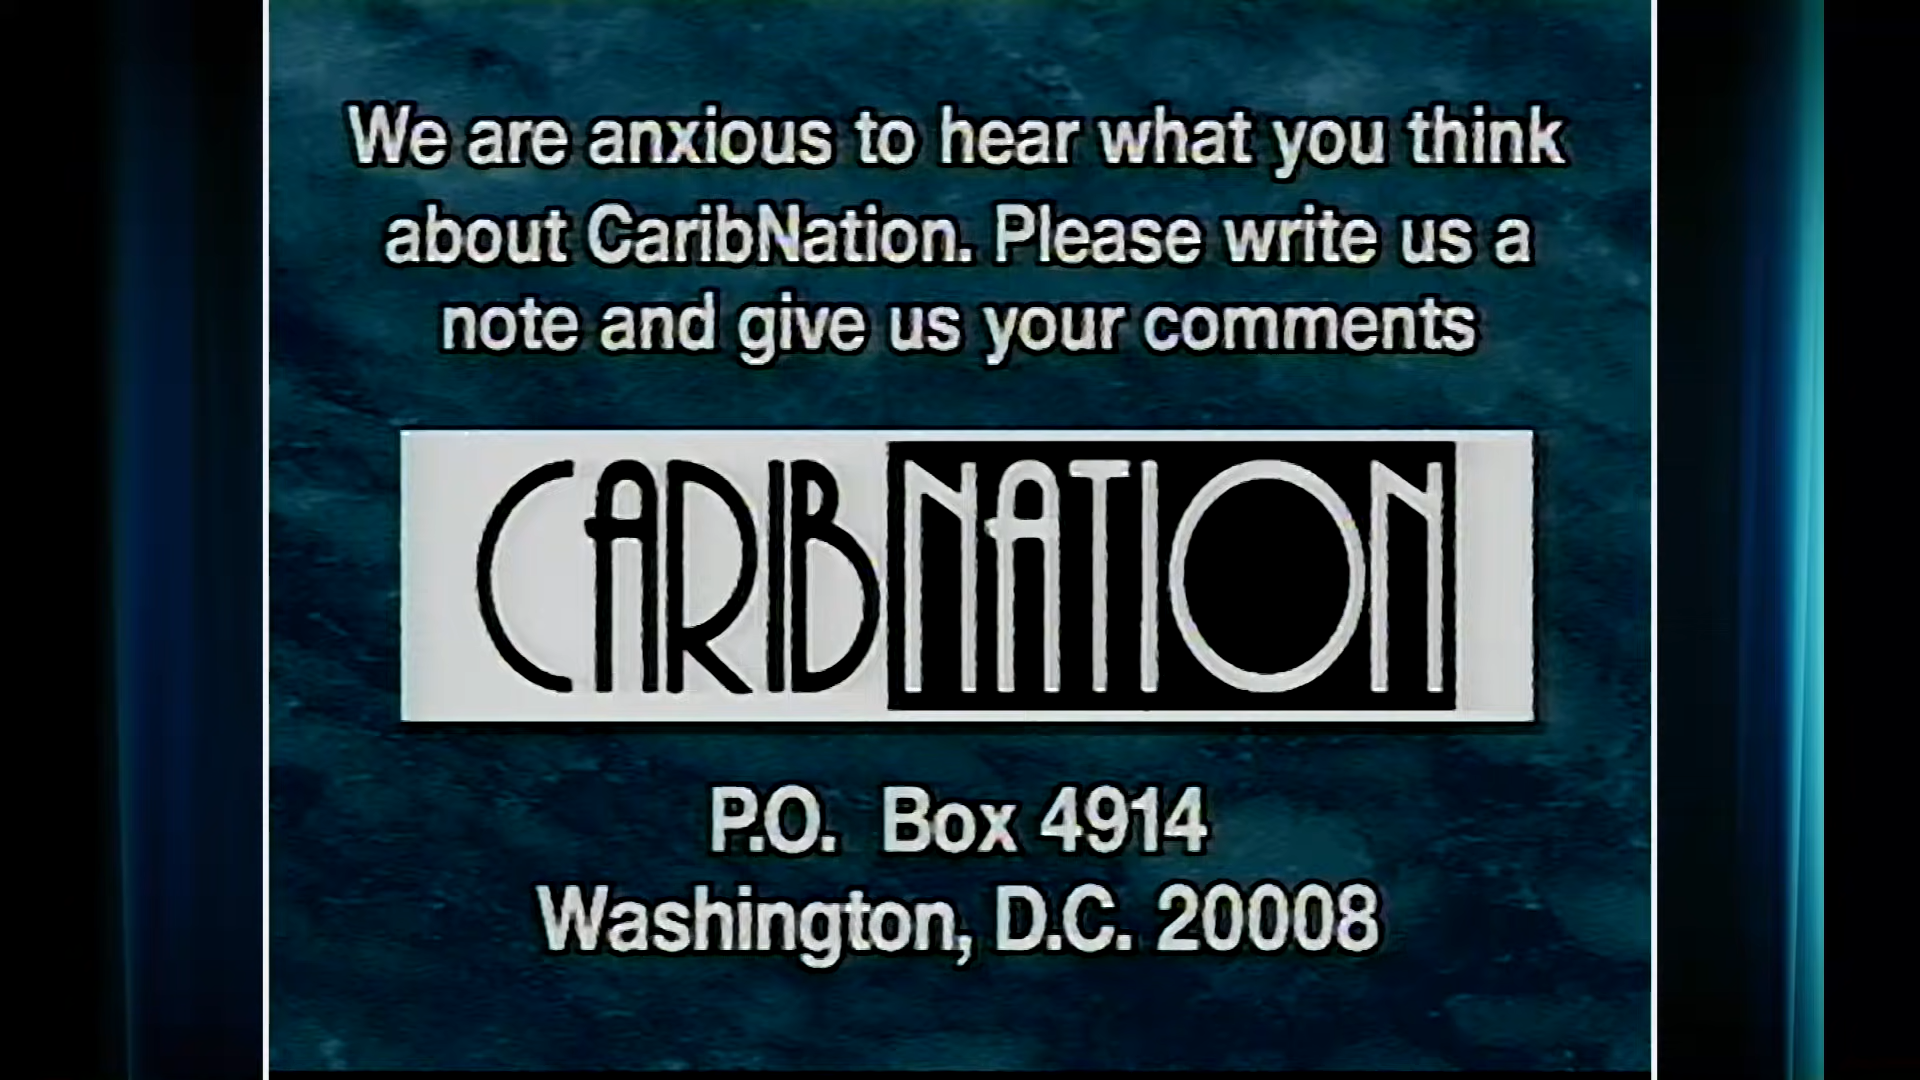 We are anxious to hear what you think
about CaribNation. Please write us a
note and give us your comments
CARIBNATION
P.O. Box 4914
Washington, D.C. 20008